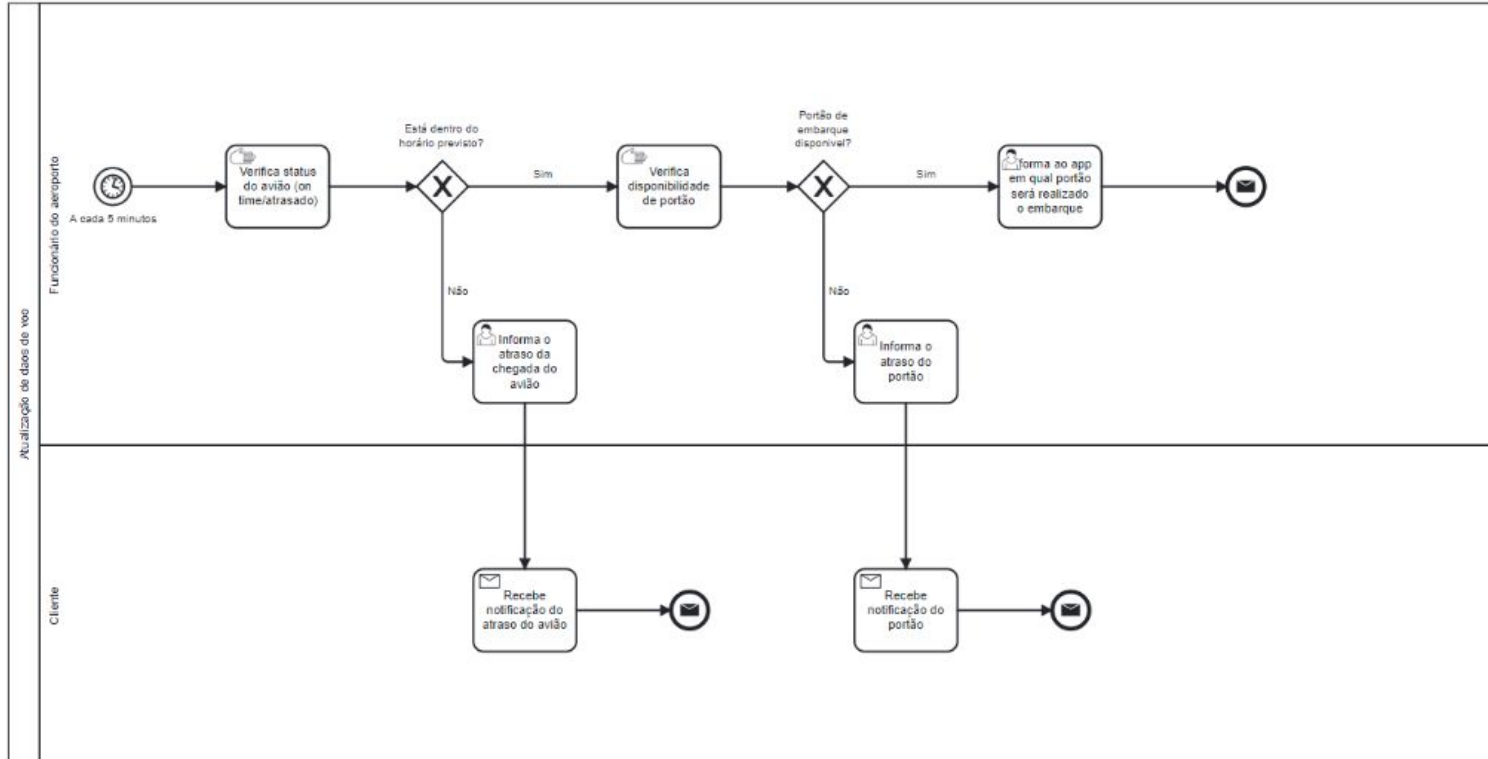 Atualização de daos de voo
Funcionário do aeroporto
A cada 5 minutos
Verifica status
do avião (on
time/atrasado)
Está dentro do
horário previsto?
Sim
Não
Verifica
disponibilidade
de portão
Portão de
embarque
disponivel?
Sim
Não
forma ao app
em qual portão
será realizado
o embarque
Informa o
atraso da
chegada do
avião
Informa o
atraso do
portão
Cliente
Recebe
notificação do
atraso do avião
Recebe
notificação do
portão